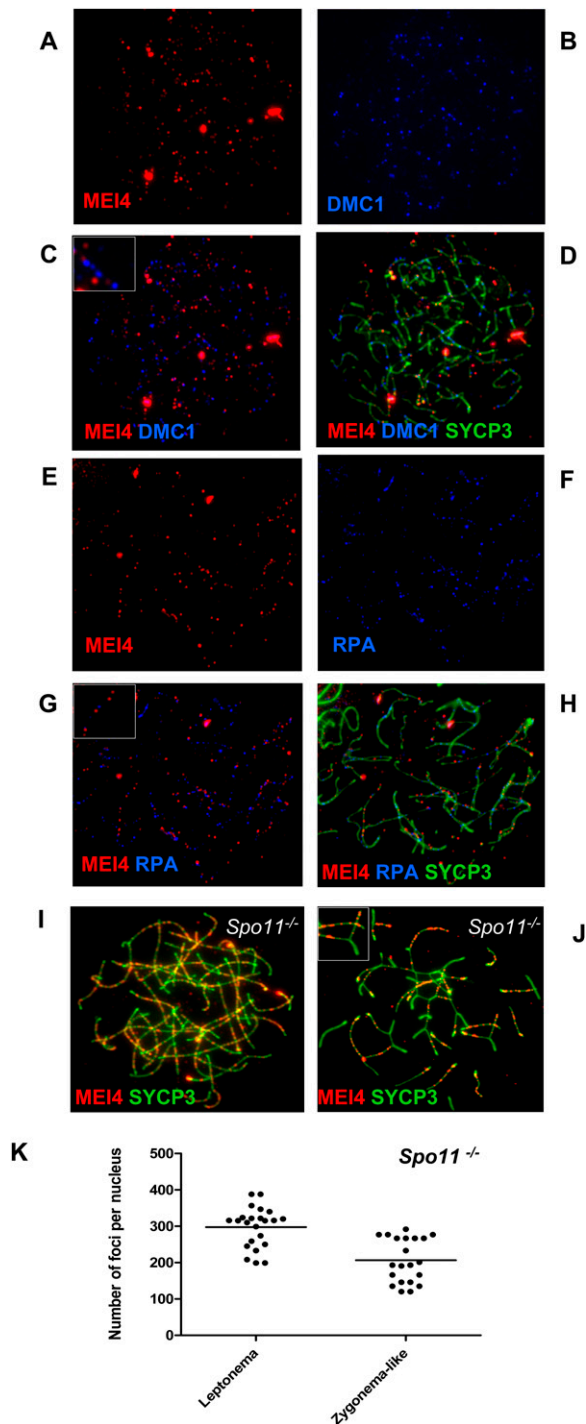 A
B
MEI4
DMC1
C
D
MEI4 DMC1
MEI4 DMC1 SYCP3
E
F
MEI4
RPA
G
H
MEI4 RPA
MEI4 RPA SYCP3
I
Spo11-/-
Spo11-/-
J
MEI4 SYCP3
MEI4 SYCP3
K
Spo11 -/-
Number of foci per nucleus
500
400
300
200
100
0
Leptonema
Zygonema-like